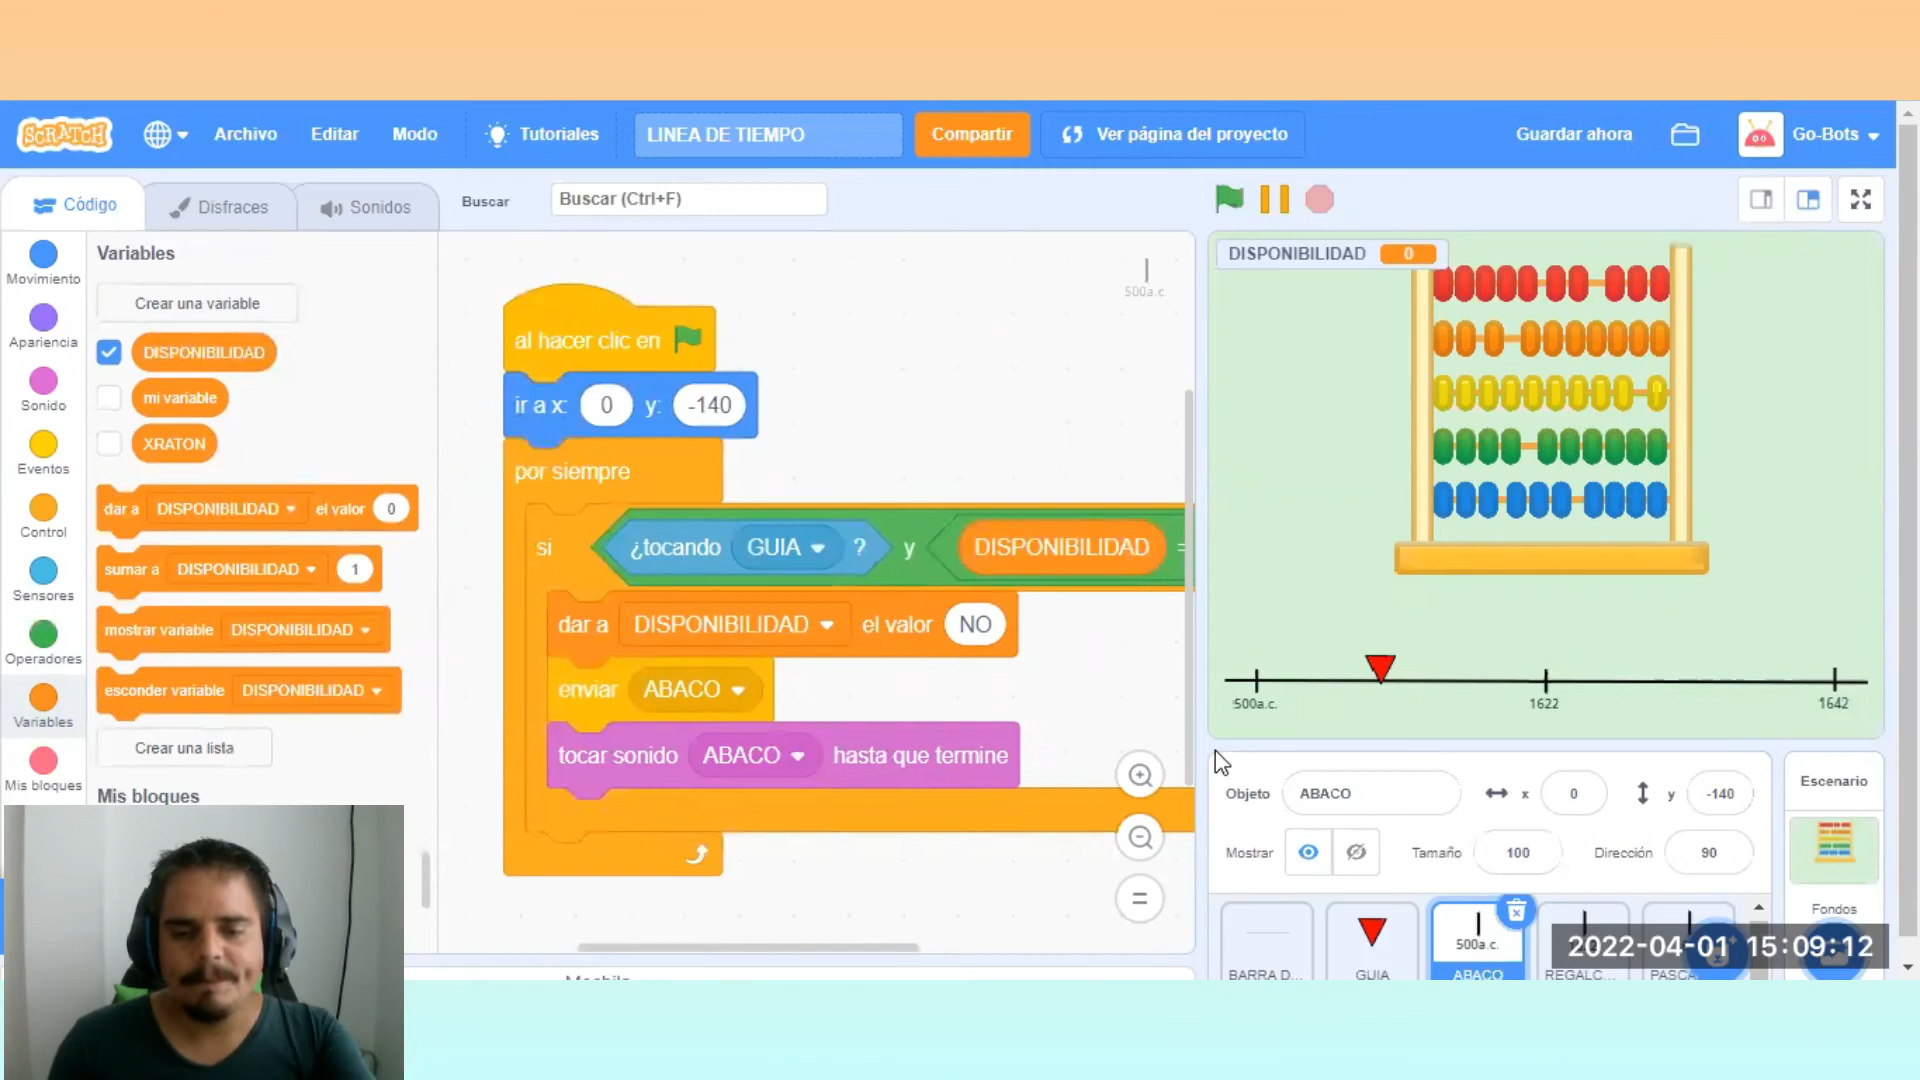 SCRATCH
Archivo
Editar
Modo
Tutoriales
LINEA DE TIEMPO
Compartir
Ver página del proyecto
Guardar ahora
Go-Bots
Código
Disfraces
Sonidos
Buscar
Buscar (Ctrl+F)
Movimiento
Apariencia
Sonido
Eventos
Control
Sensores
Operadores
Variables
Mis bloques
Variables
Crear una variable
DISPONIBILIDAD
mi variable
XRATON
dar a DISPONIBILIDAD el valor 0
sumar a DISPONIBILIDAD 1
mostrar variable DISPONIBILIDAD
esconder variable DISPONIBILIDAD
Crear una lista
Mis bloques
500a.c.
al hacer clic en
ir a x: 0 y: -140
por siempre
si ¿tocando GUIA ? y DISPONIBILIDAD =
dar a DISPONIBILIDAD el valor NO
enviar ABACO
tocar sonido ABACO hasta que termine
DISPONIBILIDAD 0
500a.c. 1622 1642
Objeto ABACO x 0 y -140
Mostrar Tamaño 100 Dirección 90
Escenario
Fondos
500a.c.
BARRA D... GUIA ABACO REGALC...
2022-04-01 15:09:12